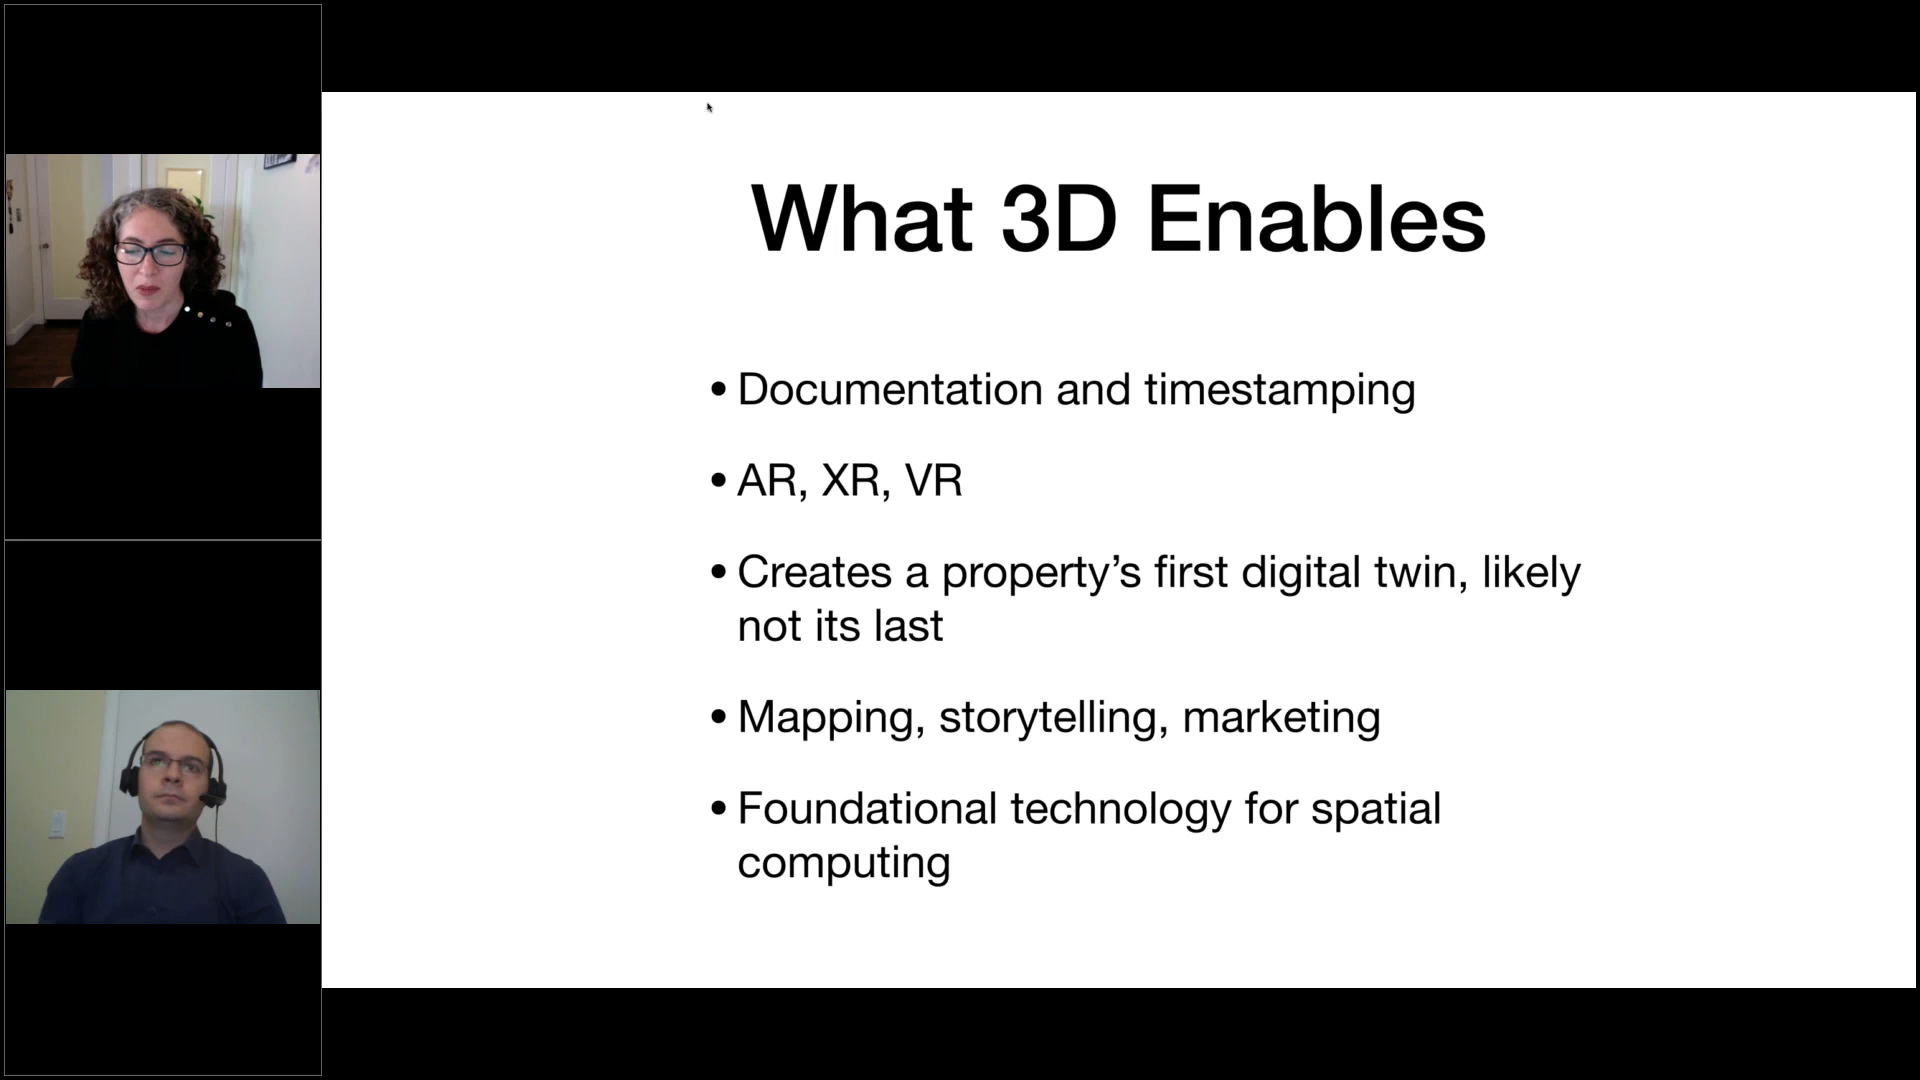 What 3D Enables
• Documentation and timestamping
• AR, XR, VR
• Creates a property’s first digital twin, likely
not its last
• Mapping, storytelling, marketing
• Foundational technology for spatial
computing